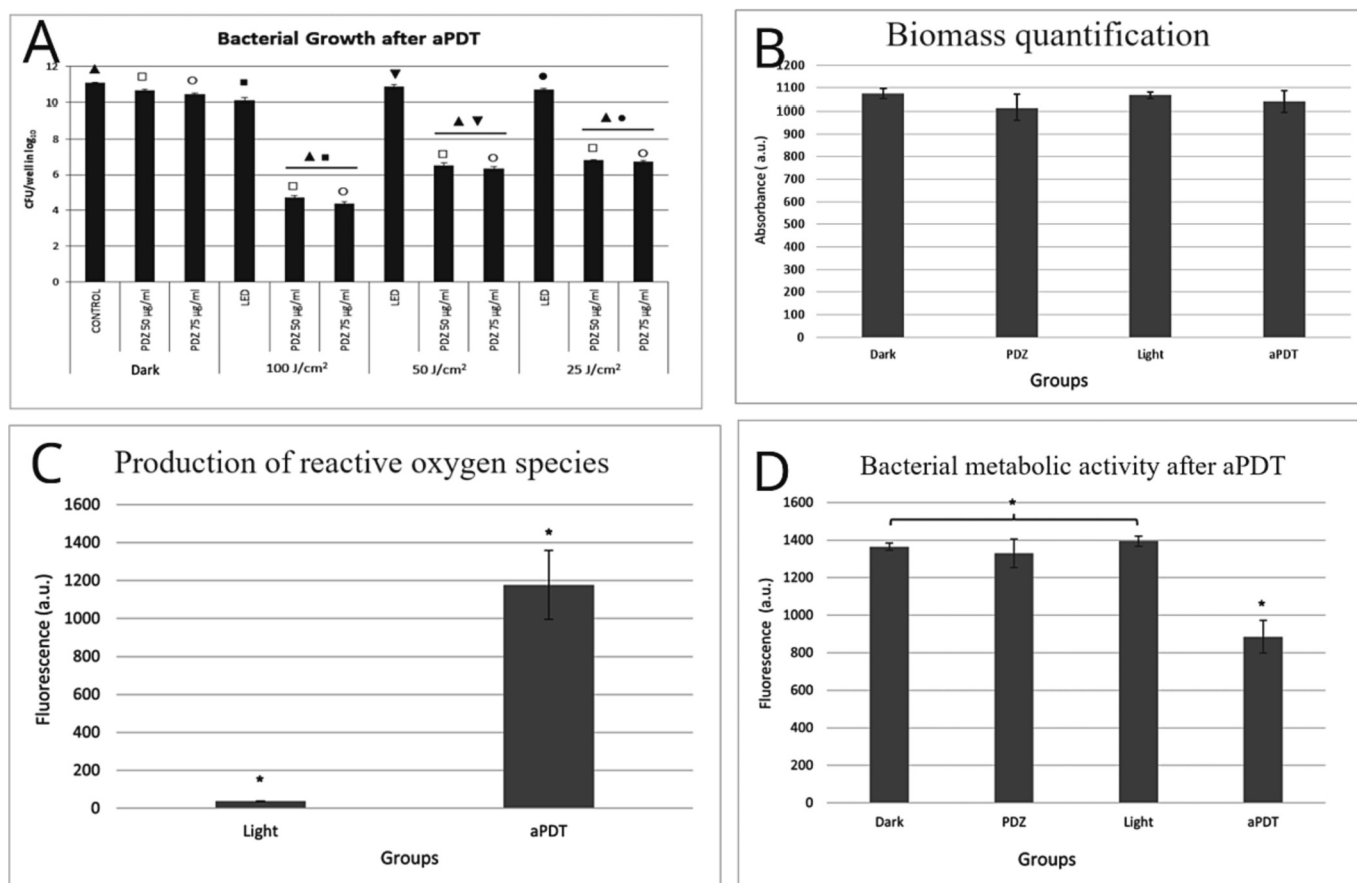 A
Bacterial Growth after aPDT
CFU/well in log10
12
10
8
6
4
2
0
CONTROL
PDZ 50 µg/ml
PDZ 75 µg/ml
LED
PDZ 50 µg/ml
PDZ 75 µg/ml
LED
PDZ 50 µg/ml
PDZ 75 µg/ml
LED
PDZ 50 µg/ml
PDZ 75 µg/ml
Dark 100 J/cm² 50 J/cm² 25 J/cm²
B
Biomass quantification
Absorbance ( a.u.)
1200
1100
1000
900
800
700
600
500
400
300
200
100
0
Dark PDZ Light aPDT
Groups
C
Production of reactive oxygen species
Fluorescence (a.u.)
1600
1400
1200
1000
800
600
400
200
0
* *
Light aPDT
Groups
D
Bacterial metabolic activity after aPDT
Fluorescence (a.u.)
1600
1400
1200
1000
800
600
400
200
0
* *
Dark PDZ Light aPDT
Groups